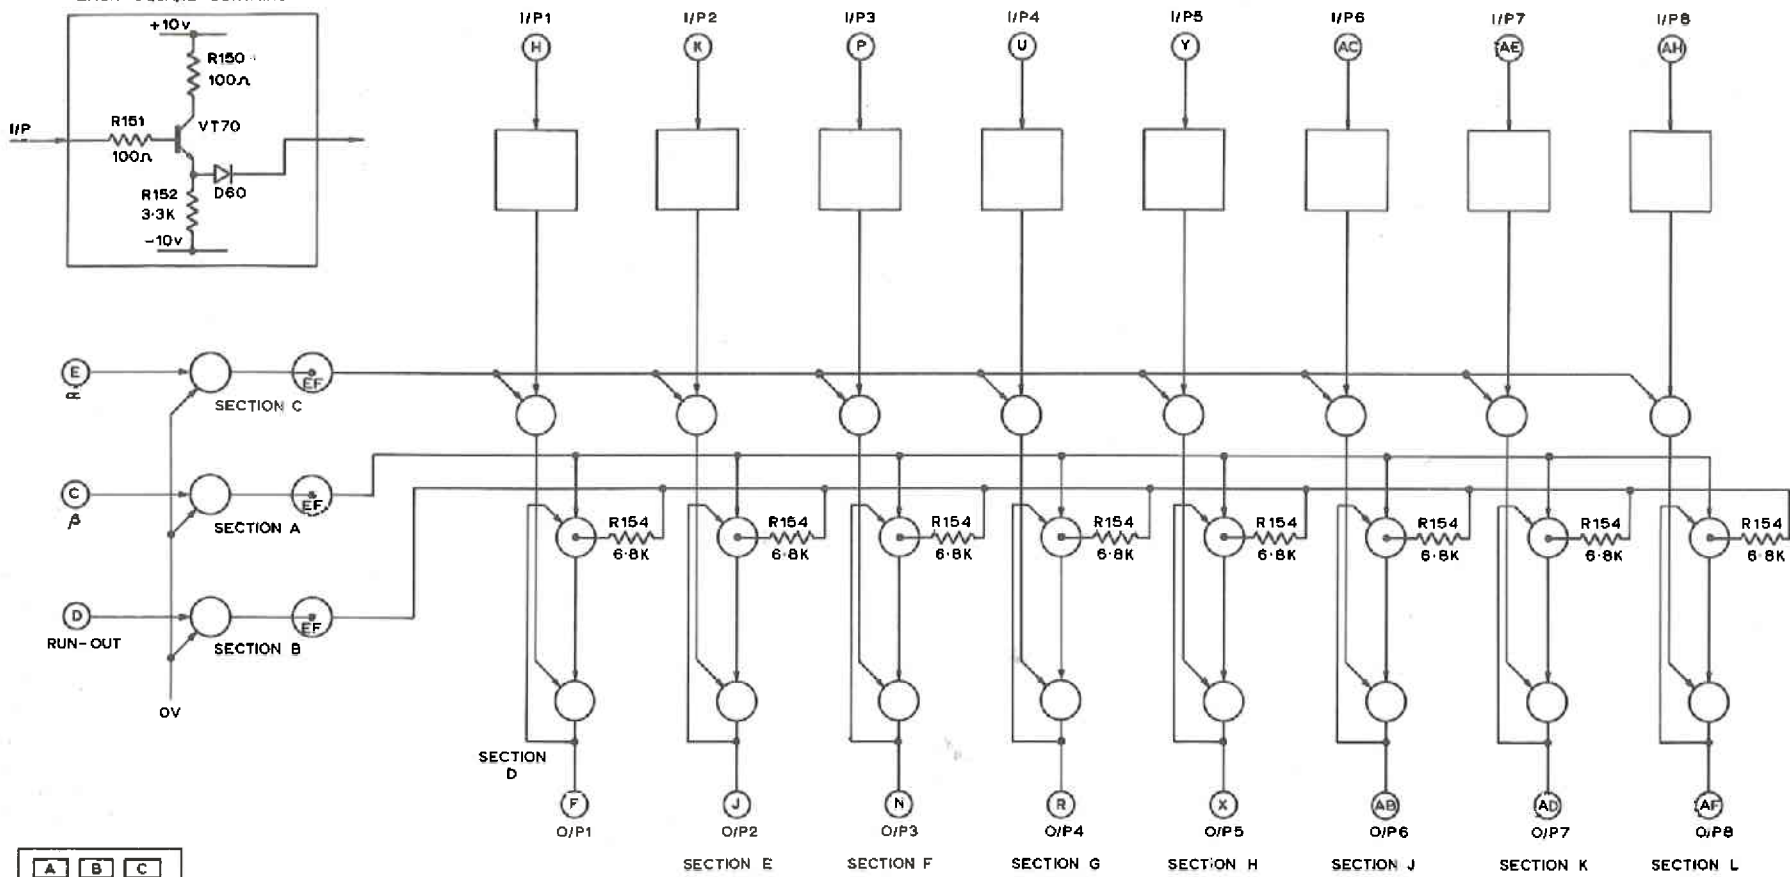 I/P1 I/P2 I/P3 I/P4 I/P5 I/P6 I/P7 I/P8
H K P U Y AC AE AH
+10v
R150
100Ω
I/P
R151
100Ω
VT70
R152
3·3K
D60
-10v
E
EF
SECTION C
C
β
EF
SECTION A
R154 R154 R154 R154 R154 R154 R154 R154
6·8K 6·8K 6·8K 6·8K 6·8K 6·8K 6·8K 6·8K
D
RUN-OUT
EF
SECTION B
OV
SECTION
D
F J N R X AB AD AF
O/P1 O/P2 O/P3 O/P4 O/P5 O/P6 O/P7 O/P8
SECTION E SECTION F SECTION G SECTION H SECTION J SECTION K SECTION L
A B C